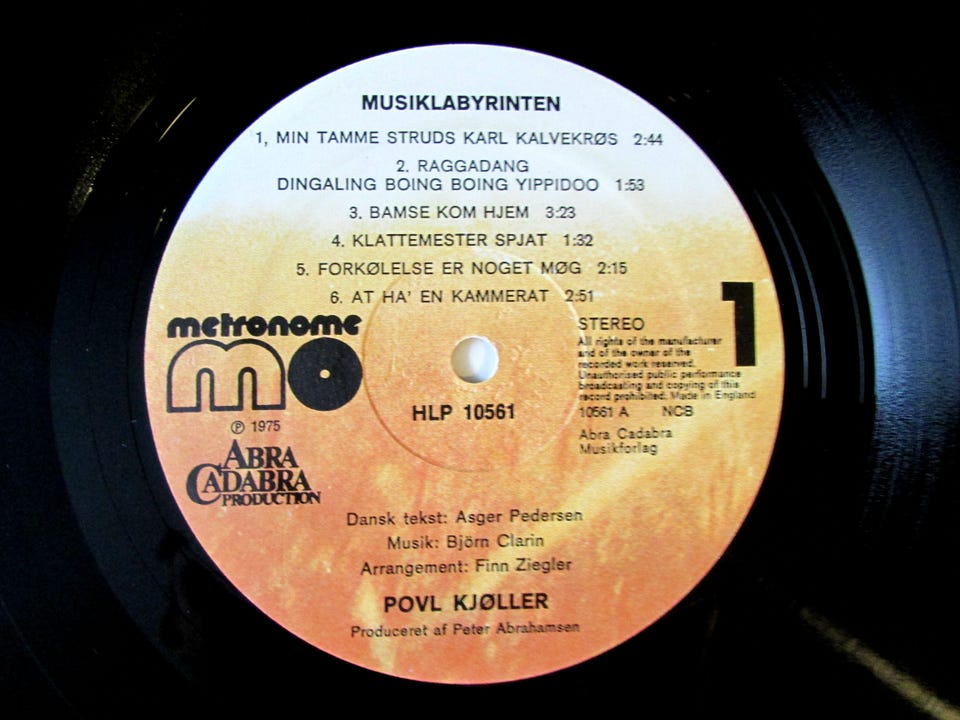 MUSIKLABYRINTEN
1, MIN TAMME STRUDS KARL KALVEKRØS 2:44
2. RAGGADANG
DINGALING BOING BOING YIPPIDOO 1:53
3. BAMSE KOM HJEM 3:23
4. KLATTEMESTER SPJAT 1:32
5. FORKØLELSE ER NOGET MØG 2:15
6. AT HA' EN KAMMERAT 2:51
metronome
mo
℗ 1975
ABRA
CADABRA
PRODUCTION
HLP 10561
1
STEREO
All rights of the manufacturer
and of the owner of the
recorded work reserved.
Unauthorised public performance
broadcasting and copying of this
record prohibited. Made in England
10561 A NCB
Abra Cadabra
Musikforlag
Dansk tekst: Asger Pedersen
Musik: Björn Clarin
Arrangement: Finn Ziegler
POVL KJØLLER
Produceret af Peter Abrahamsen